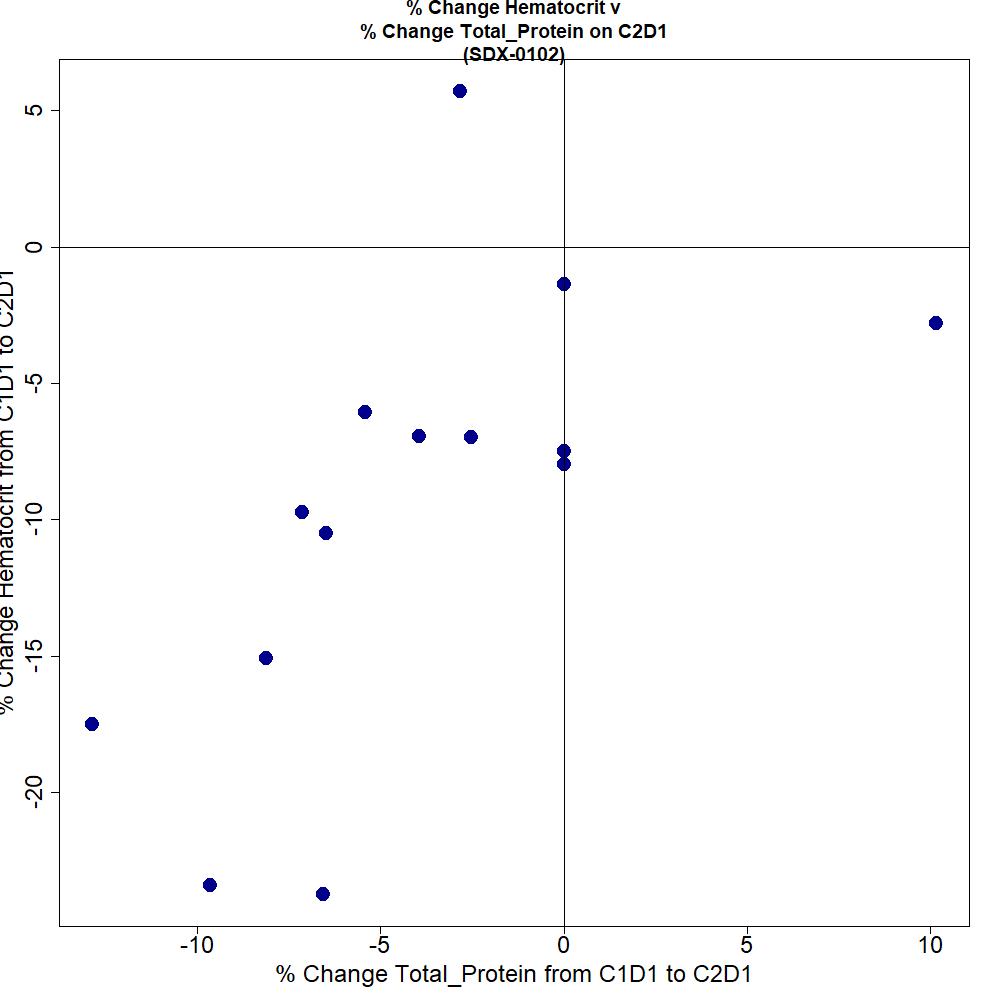 % Change Hematocrit v
% Change Total_Protein on C2D1
(SDX-0102)
% Change Hematocrit from C1D1 to C2D1
5
0
-5
-10
-15
-20
-10
-5
0
5
10
% Change Total_Protein from C1D1 to C2D1